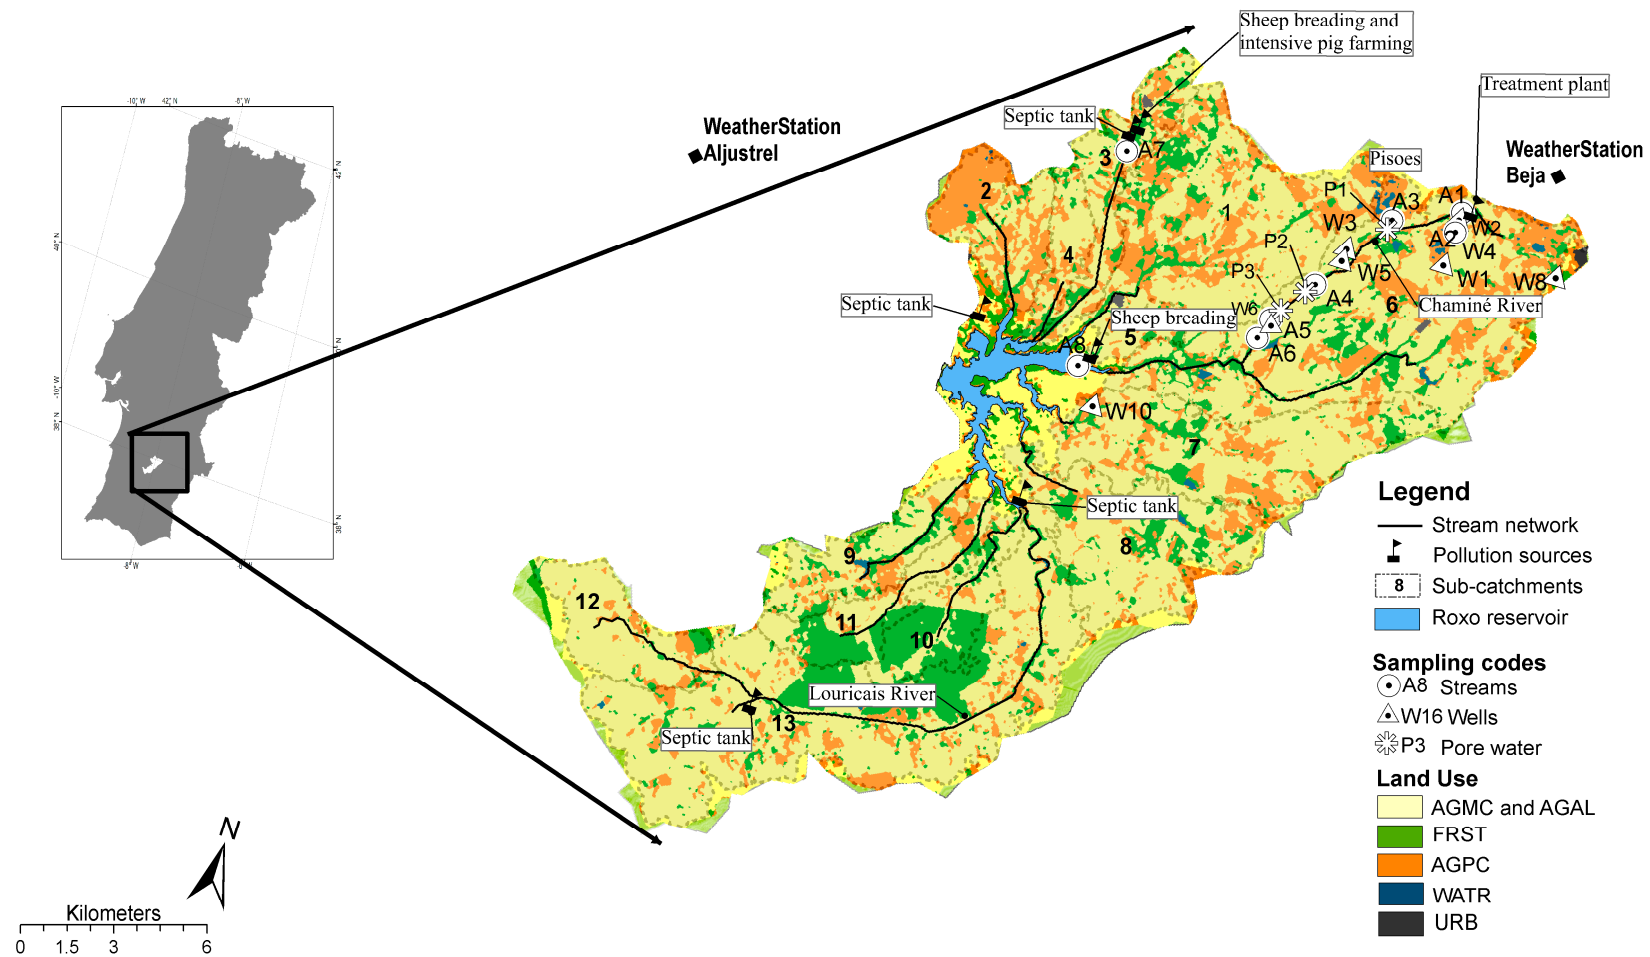 Sheep breading and
intensive pig farming
Treatment plant
Septic tank
WeatherStation
Aljustrel
WeatherStation
Beja
Pisoes
A7
3
2
1
P1
A3
A1
W3
W2
A2
W4
P2
4
W5
W1
W8
P3
A4
6
Septic tank
W6
Chaminé River
Sheep breading
A5
5
A8
A6
W10
7
Septic tank
8
9
12
11
10
Louricais River
13
Septic tank
Legend
Stream network
Pollution sources
8 Sub-catchments
Roxo reservoir
Sampling codes
A8 Streams
W16 Wells
P3 Pore water
Land Use
AGMC and AGAL
FRST
AGPC
WATR
URB
N
Kilometers
0 1.5 3 6